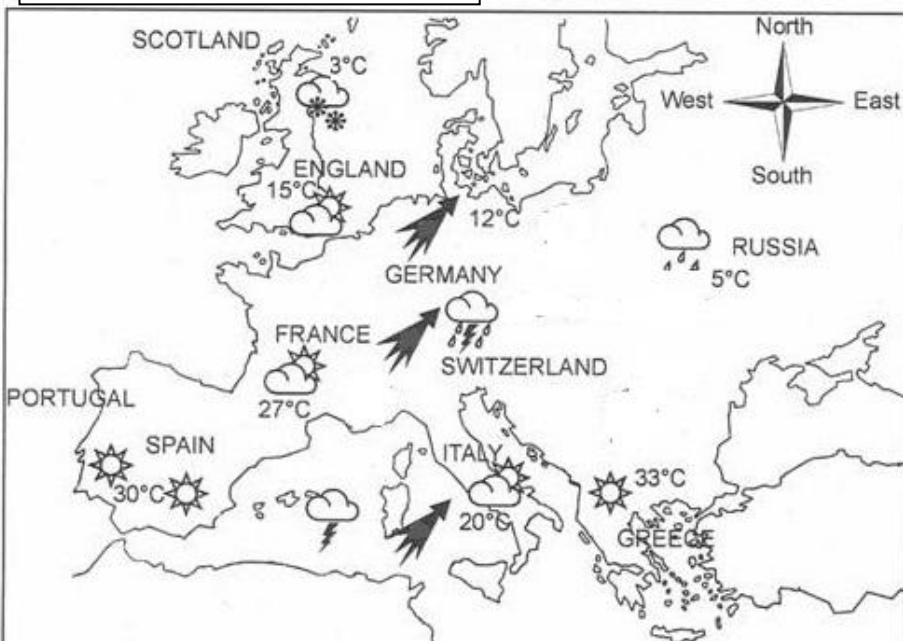 North
SCOTLAND
3°C
West
East
ENGLAND
South
15°C
12°C
RUSSIA
GERMANY
5°C
FRANCE
SWITZERLAND
PORTUGAL
27°C
SPAIN
ITALY
33°C
30°C
20°C
GREECE